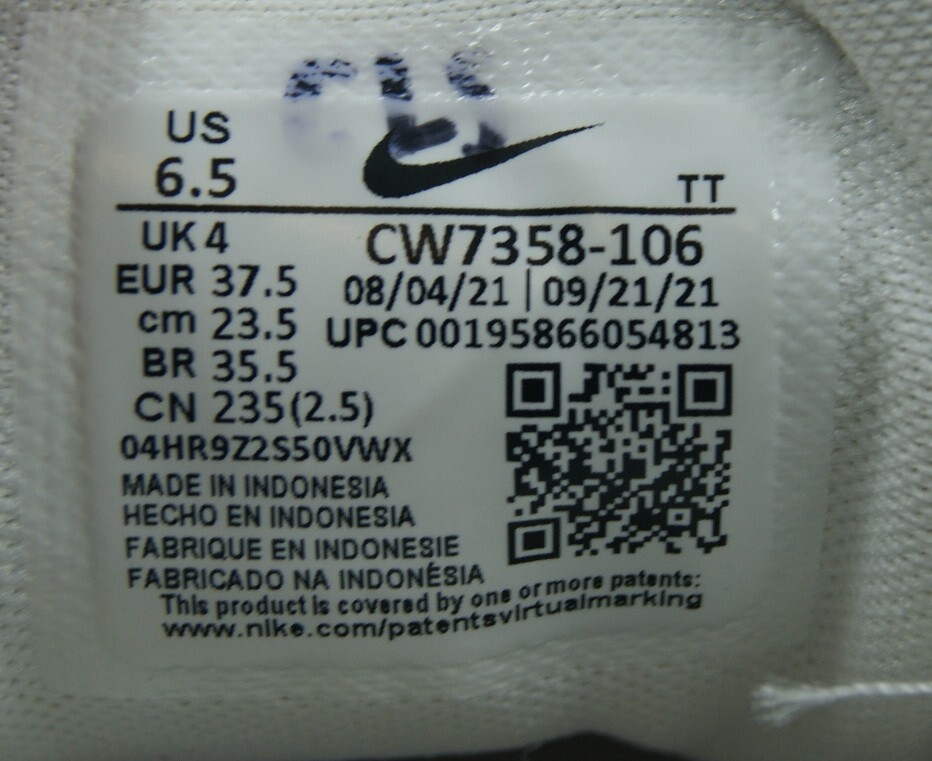 US
6.5
TT
UK 4
EUR 37.5
cm 23.5
BR 35.5
CN 235(2.5)
CW7358-106
08/04/21 | 09/21/21
UPC 00195866054813
04HR9Z2S50VWX
MADE IN INDONESIA
HECHO EN INDONESIA
FABRIQUE EN INDONESIE
FABRICADO NA INDONÉSIA
This product is covered by one or more patents:
www.nike.com/patentsvirtualmarking